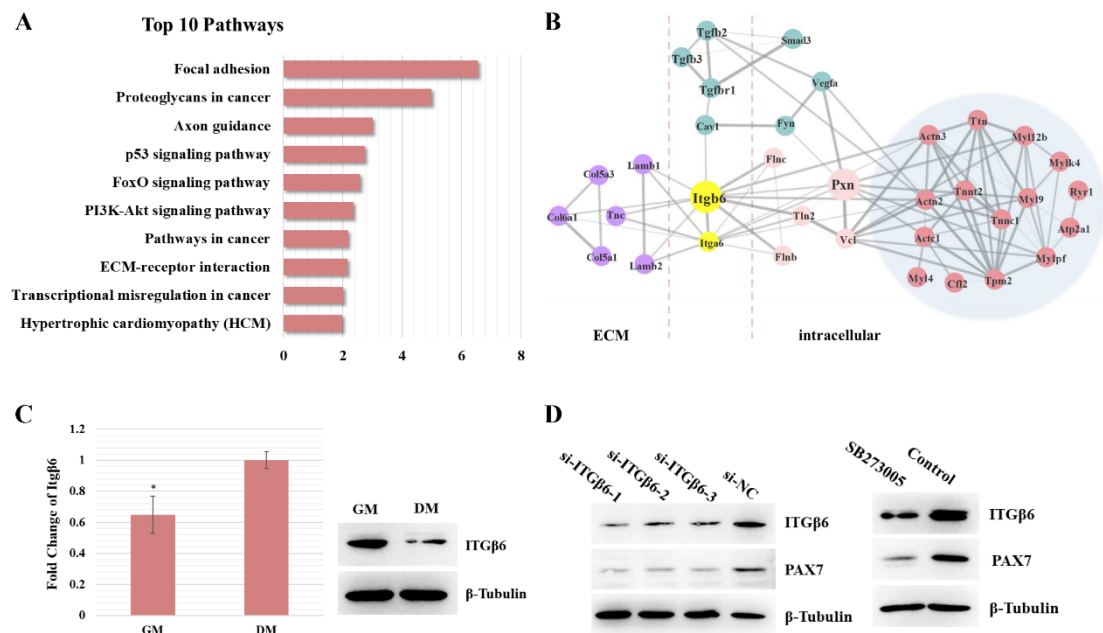 A
Top 10 Pathways
Focal adhesion
Proteoglycans in cancer
Axon guidance
p53 signaling pathway
FoxO signaling pathway
PI3K-Akt signaling pathway
Pathways in cancer
ECM-receptor interaction
Transcriptional misregulation in cancer
Hypertrophic cardiomyopathy (HCM)
0 2 4 6 8
B
Tgfb2
Smad3
Tgfb3
Tgfbr1
Vegfa
Cav1
Fyn
Ttn
Actn3
Myl12b
Lamb1
Flnc
Mylk4
Col5a3
Pxn
Itgb6
Tnnt2
Ryr1
Actn2
Myl9
Col6a1
Tnc
Tln2
Tnnc1
Atp2a1
Itga6
Vcl
Actc1
Col5a1
Lamb2
Flnb
Mylpf
Myl4
Cfl2
Tpm2
ECM
intracellular
C
Fold Change of Itgβ6
1.2
1
0.8
0.6
0.4
0.2
0
*
GM DM
GM DM
ITGβ6
β-Tubulin
D
si-ITGβ6-1
si-ITGβ6-2
si-ITGβ6-3
si-NC
ITGβ6
PAX7
β-Tubulin
SB273005
Control
ITGβ6
PAX7
β-Tubulin